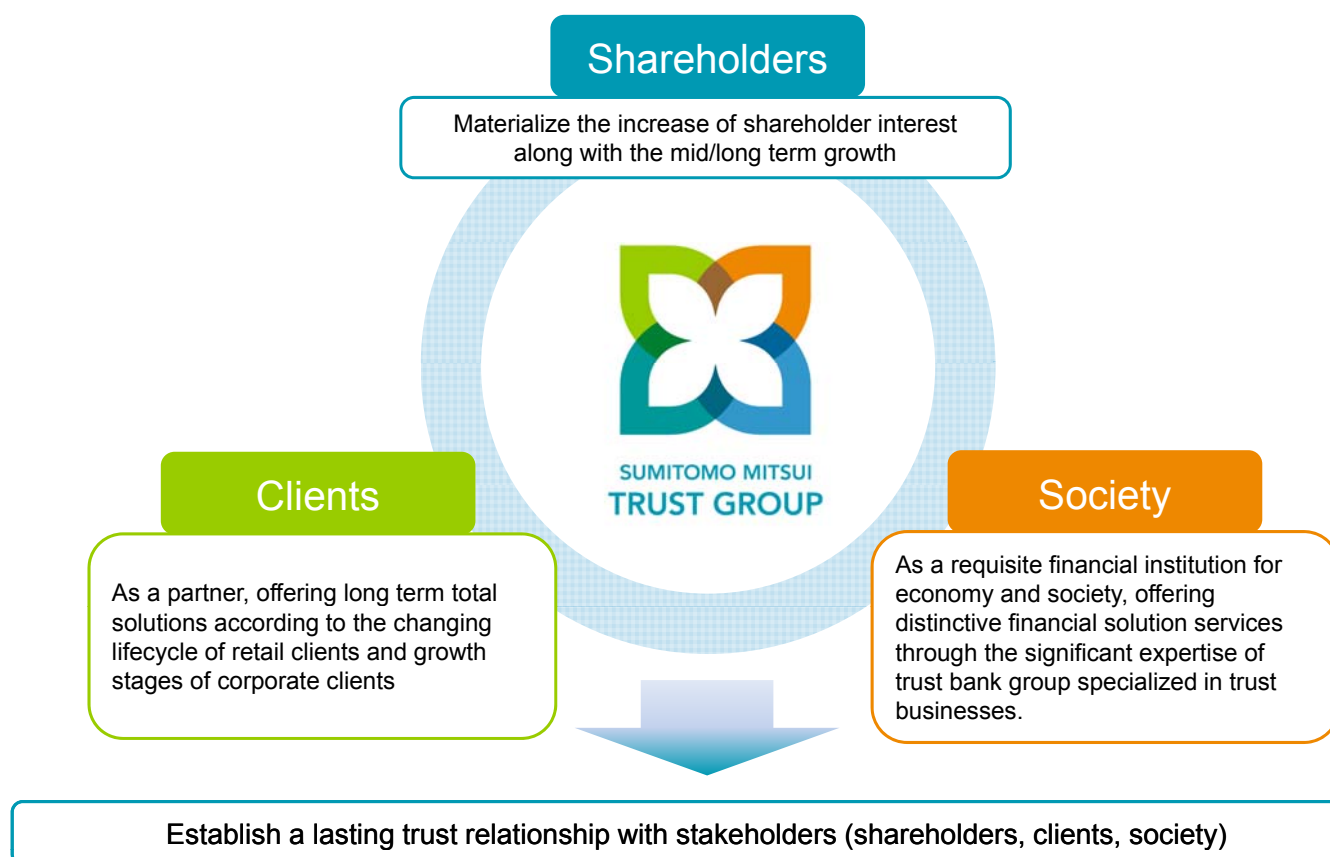 Shareholders
Materialize the increase of shareholder interest
along with the mid/long term growth
SUMITOMO MITSUI
TRUST GROUP
Clients
As a partner, offering long term total
solutions according to the changing
lifecycle of retail clients and growth
stages of corporate clients
Society
As a requisite financial institution for
economy and society, offering
distinctive financial solution services
through the significant expertise of
trust bank group specialized in trust
businesses.
Establish a lasting trust relationship with stakeholders (shareholders, clients, society)